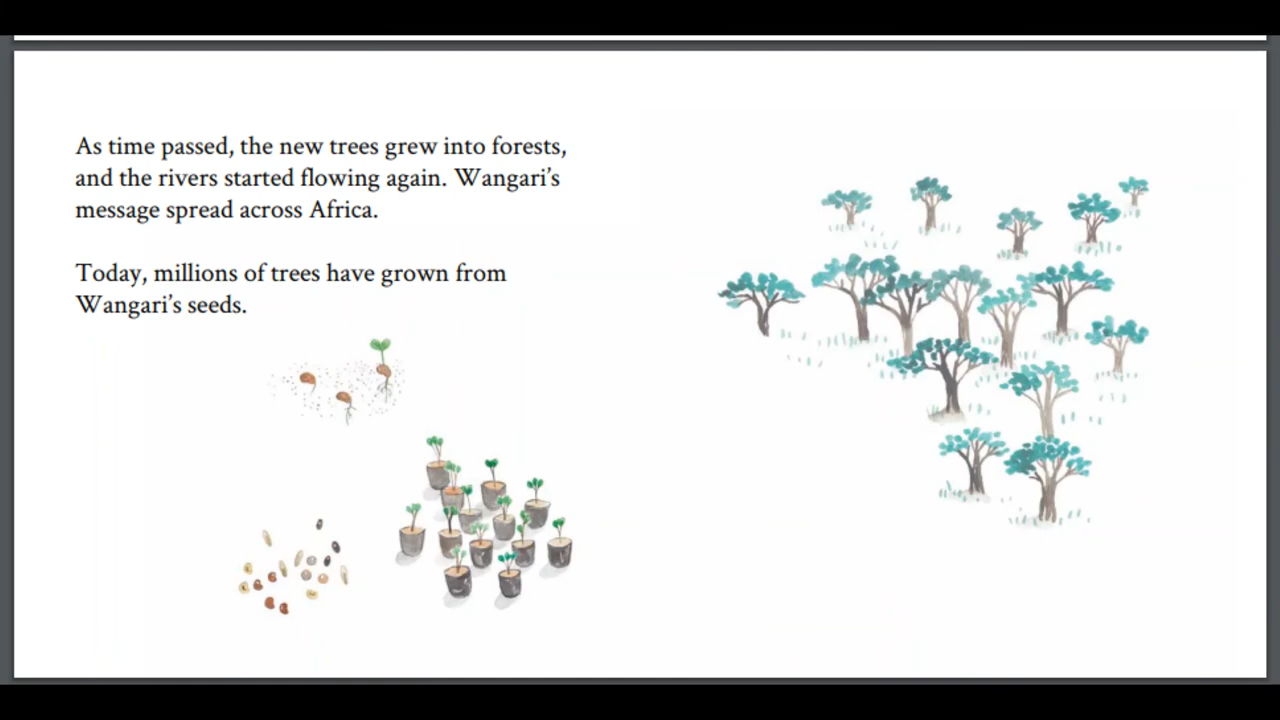 As time passed, the new trees grew into forests,
and the rivers started flowing again. Wangari’s
message spread across Africa.
Today, millions of trees have grown from
Wangari’s seeds.